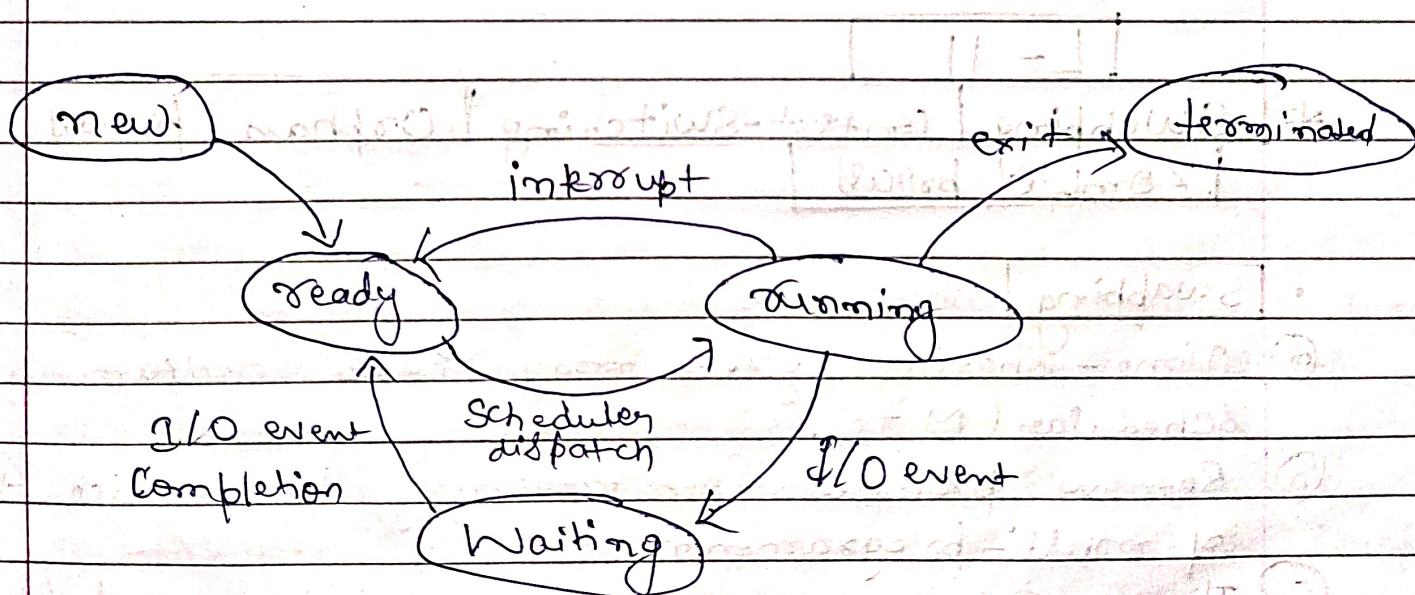 new.
terminated
exit
interrupt
ready
running
I/O event
Completion
Scheduler
dispatch
I/O event
Waiting